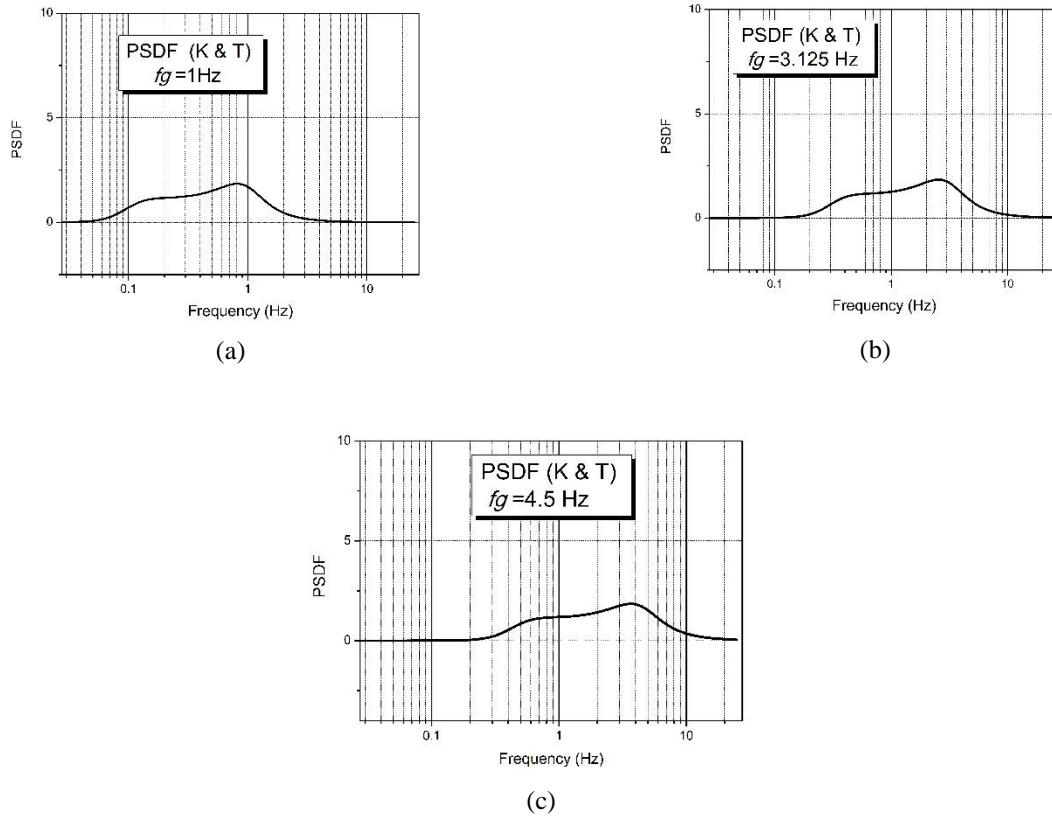 10
5
0
PSDF
PSDF (K & T)
fg =1Hz
0.1
1
10
Frequency (Hz)
(a)
10
5
0
PSDF
PSDF (K & T)
fg =3.125 Hz
0.1
1
10
Frequency (Hz)
(b)
10
5
0
PSDF
PSDF (K & T)
fg =4.5 Hz
0.1
1
10
Frequency (Hz)
(c)